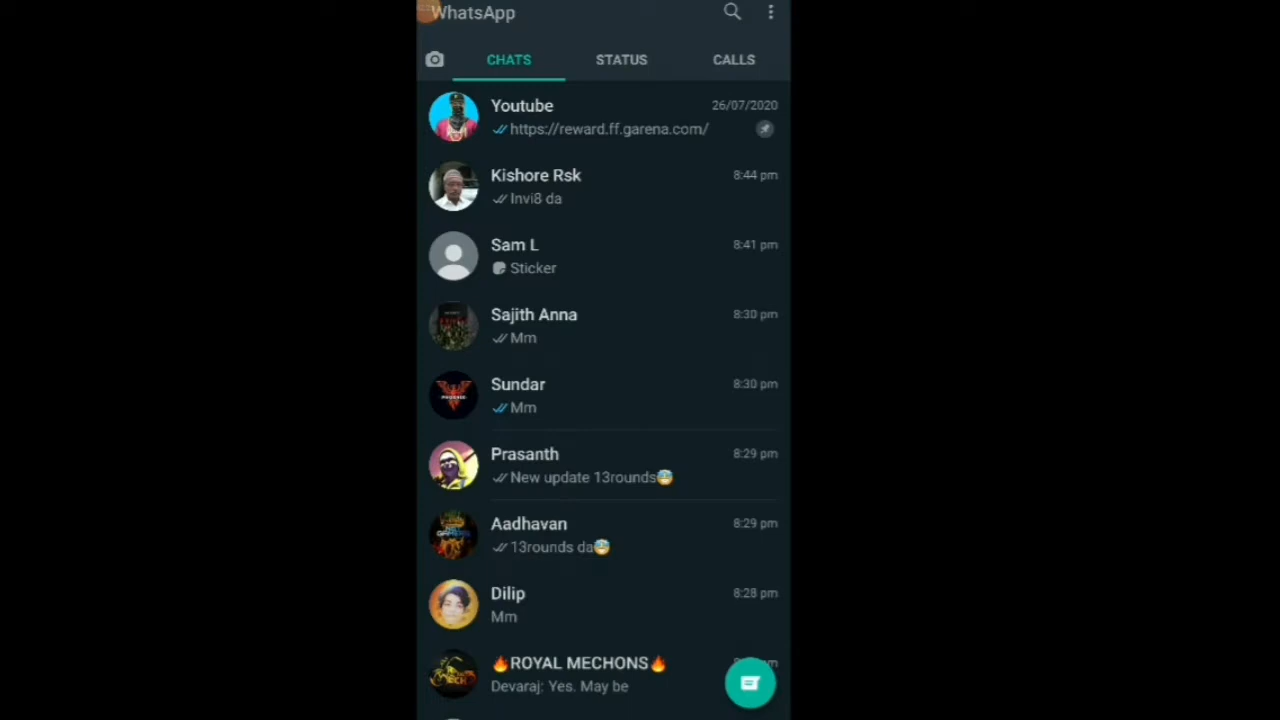 WhatsApp
CHATS STATUS CALLS
Youtube 26/07/2020
https://reward.ff.garena.com/
Kishore Rsk 8:44 pm
Invi8 da
Sam L 8:41 pm
Sticker
Sajith Anna 8:30 pm
Mm
Sundar 8:30 pm
Mm
Prasanth 8:29 pm
New update 13rounds😇
Aadhavan 8:29 pm
13rounds da😇
Dilip 8:28 pm
Mm
🔥ROYAL MECHONS🔥
Devaraj: Yes. May be